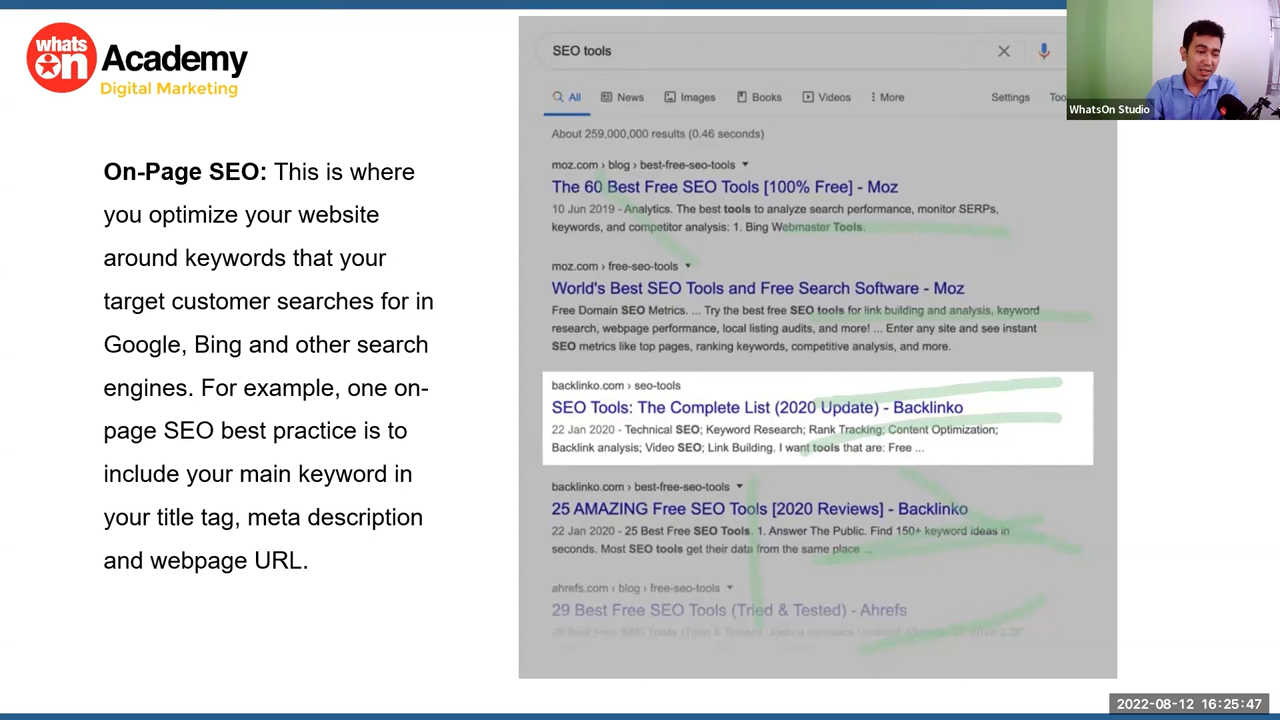 whats
on
Academy
Digital Marketing
On-Page SEO: This is where
you optimize your website
around keywords that your
target customer searches for in
Google, Bing and other search
engines. For example, one on-
page SEO best practice is to
include your main keyword in
your title tag, meta description
and webpage URL.
SEO tools
All News Images Books Videos More Settings Too
About 259,000,000 results (0.46 seconds)
moz.com › blog › best-free-seo-tools
The 60 Best Free SEO Tools [100% Free] - Moz
10 Jun 2019 - Analytics. The best tools to analyze search performance, monitor SERPs,
keywords, and competitor analysis: 1. Bing Webmaster Tools.
moz.com › free-seo-tools
World's Best SEO Tools and Free Search Software - Moz
Free Domain SEO Metrics. ... Try the best free SEO tools for link building and analysis, keyword
research, webpage performance, local listing audits, and more! ... Enter any site and see instant
SEO metrics like top pages, ranking keywords, competitive analysis, and more.
backlinko.com › seo-tools
SEO Tools: The Complete List (2020 Update) - Backlinko
22 Jan 2020 - Technical SEO; Keyword Research; Rank Tracking; Content Optimization;
Backlink analysis; Video SEO; Link Building. I want tools that are: Free ...
backlinko.com › best-free-seo-tools
25 AMAZING Free SEO Tools [2020 Reviews] - Backlinko
22 Jan 2020 - 25 Best Free SEO Tools. 1. Answer The Public. Find 150+ keyword ideas in
seconds. Most SEO tools get their data from the same place ...
ahrefs.com › blog › free-seo-tools
29 Best Free SEO Tools (Tried & Tested) - Ahrefs
29 Best Free SEO Tools (Tried & Tested)
WhatsOn Studio
2022-08-12 16:25:47